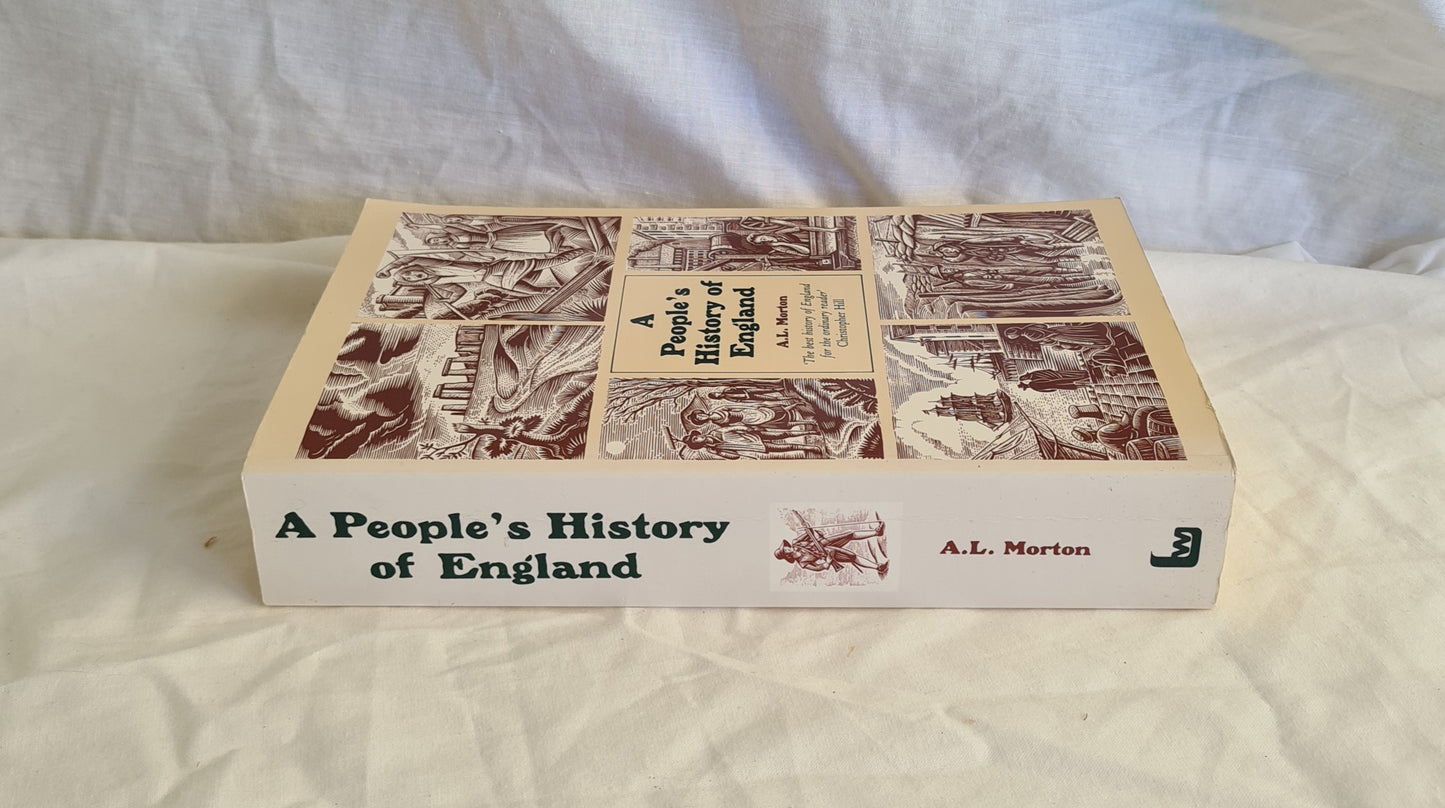 A
People's
History of
England
A.L. Morton
'The best history of England
for the ordinary reader'
Christopher Hill
A People's History
of England
A.L. Morton
lw